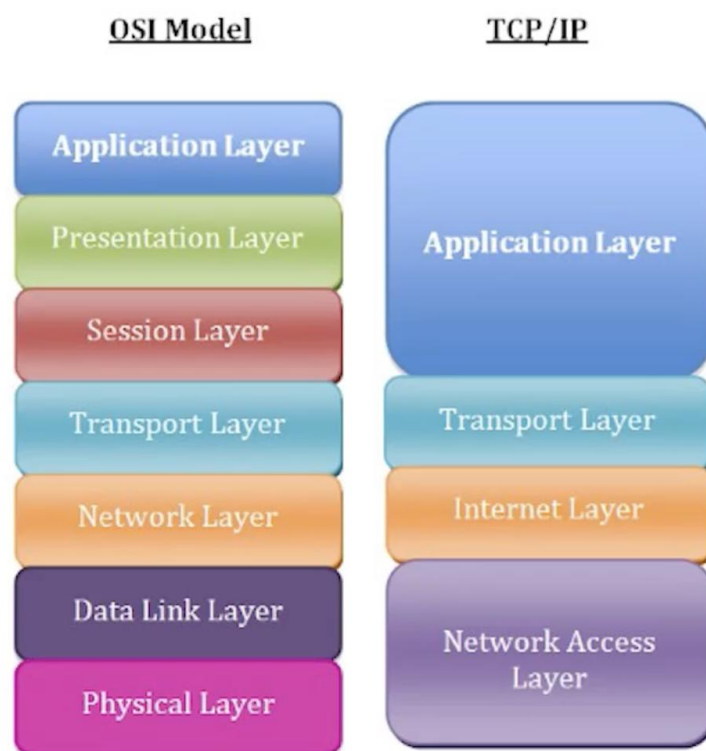 OSI Model
TCP/IP
Application Layer
Presentation Layer
Session Layer
Transport Layer
Network Layer
Data Link Layer
Physical Layer
Application Layer
Transport Layer
Internet Layer
Network Access
Layer